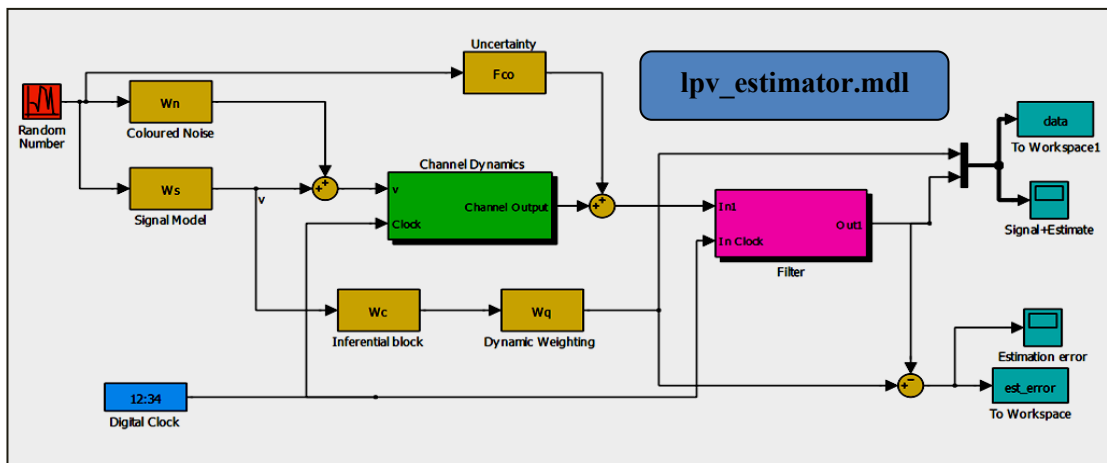 Uncertainty
Fco
lpv_estimator.mdl
Wn
Coloured Noise
Random
Number
data
To Workspace1
Channel Dynamics
v
Channel Output
Clock
Ws
Signal Model
v
+
+
+
+
In1
Out1
In Clock
Filter
Signal+Estimate
Wc
Inferential block
Wq
Dynamic Weighting
Estimation error
12:34
Digital Clock
+
−
est_error
To Workspace